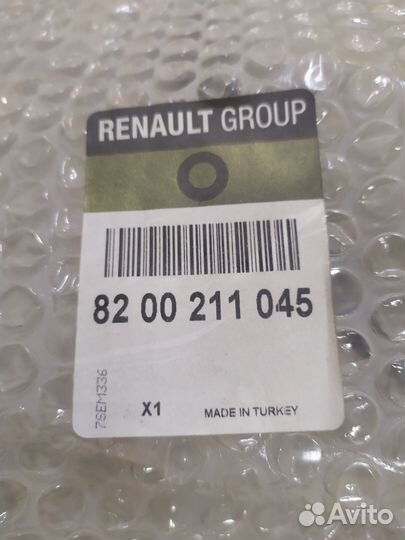 RENAULT GROUP
82 00 211 045
7SEM336
X1
MADE IN TURKEY
Avito